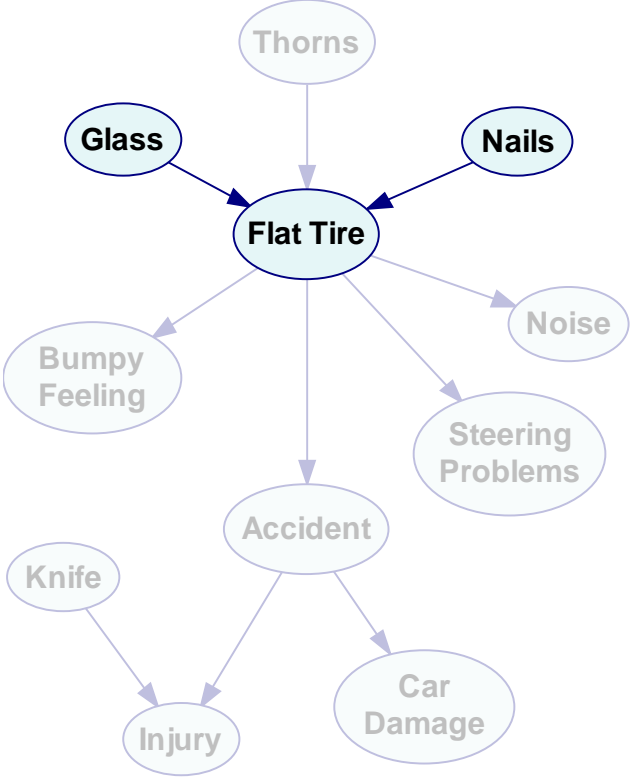 Thorns
Glass
Nails
Flat Tire
Noise
Bumpy
Feeling
Steering
Problems
Accident
Knife
Car
Damage
Injury